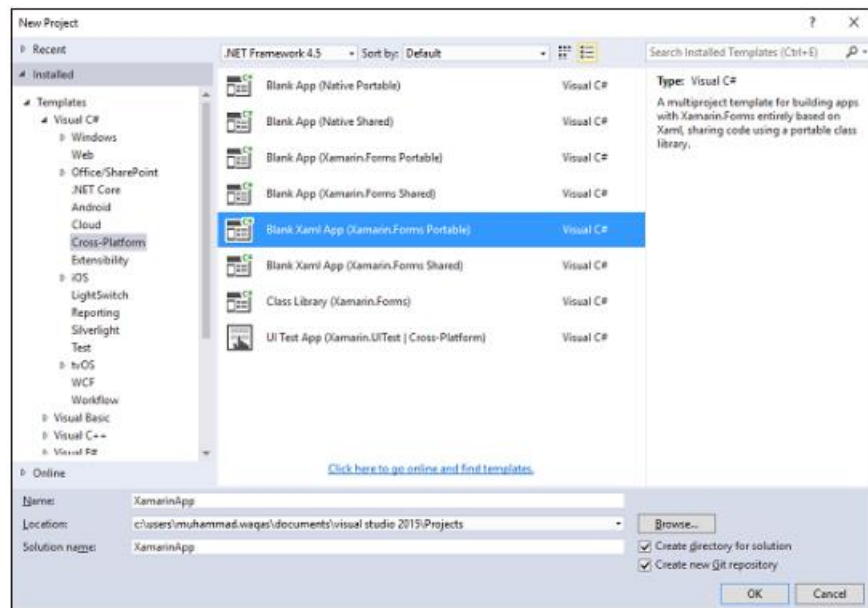 New Project
? ×
Recent
Installed
Templates
Visual C#
Windows
Web
Office/SharePoint
.NET Core
Android
Cloud
Cross-Platform
Extensibility
iOS
LightSwitch
Reporting
Silverlight
Test
tvOS
WCF
Workflow
Visual Basic
Visual C++
Visual F#
Online
.NET Framework 4.5 Sort by: Default
Blank App (Native Portable) Visual C#
Blank App (Native Shared) Visual C#
Blank App (Xamarin.Forms Portable) Visual C#
Blank App (Xamarin.Forms Shared) Visual C#
Blank Xaml App (Xamarin.Forms Portable) Visual C#
Blank Xaml App (Xamarin.Forms Shared) Visual C#
Class Library (Xamarin.Forms) Visual C#
UI Test App (Xamarin.UITest | Cross-Platform) Visual C#
Click here to go online and find templates.
Search Installed Templates (Ctrl+E)
Type: Visual C#
A multiproject template for building apps
with Xamarin.Forms entirely based on
Xaml, sharing code using a portable class
library.
Name: XamarinApp
Location: c:\users\muhammad.waqas\documents\visual studio 2015\Projects
Browse...
Solution name: XamarinApp
Create directory for solution
Create new Git repository
OK Cancel